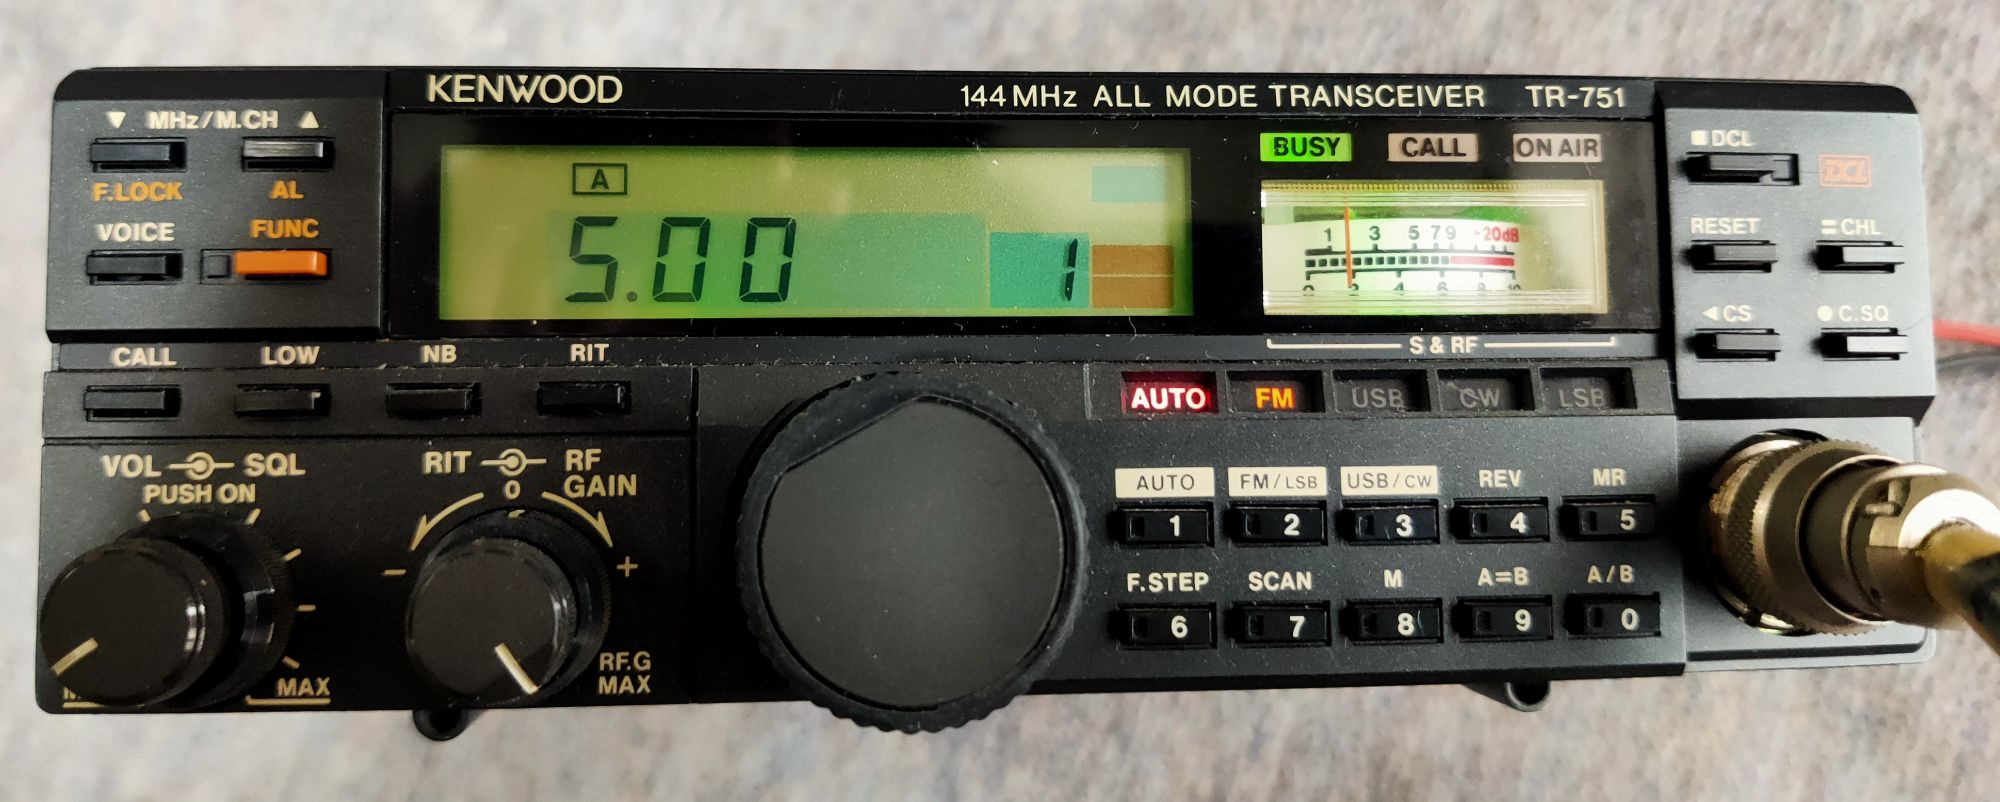 KENWOOD 144 MHz ALL MODE TRANSCEIVER TR-751
▼ MHz/M.CH ▲
F.LOCK AL
VOICE FUNC
A
5.00 1
BUSY CALL ON AIR
1 3 5 7 9 +20dB
0 2 4 6 8 10
S & RF
■ DCL DCL
RESET = CHL
◀ CS ● C.SQ
CALL LOW NB RIT
AUTO FM USB CW LSB
VOL SQL
PUSH ON
MAX
RIT RF
0 GAIN
− +
RF.G
MAX
AUTO FM/LSB USB/CW REV MR
1 2 3 4 5
F.STEP SCAN M A=B A/B
6 7 8 9 0